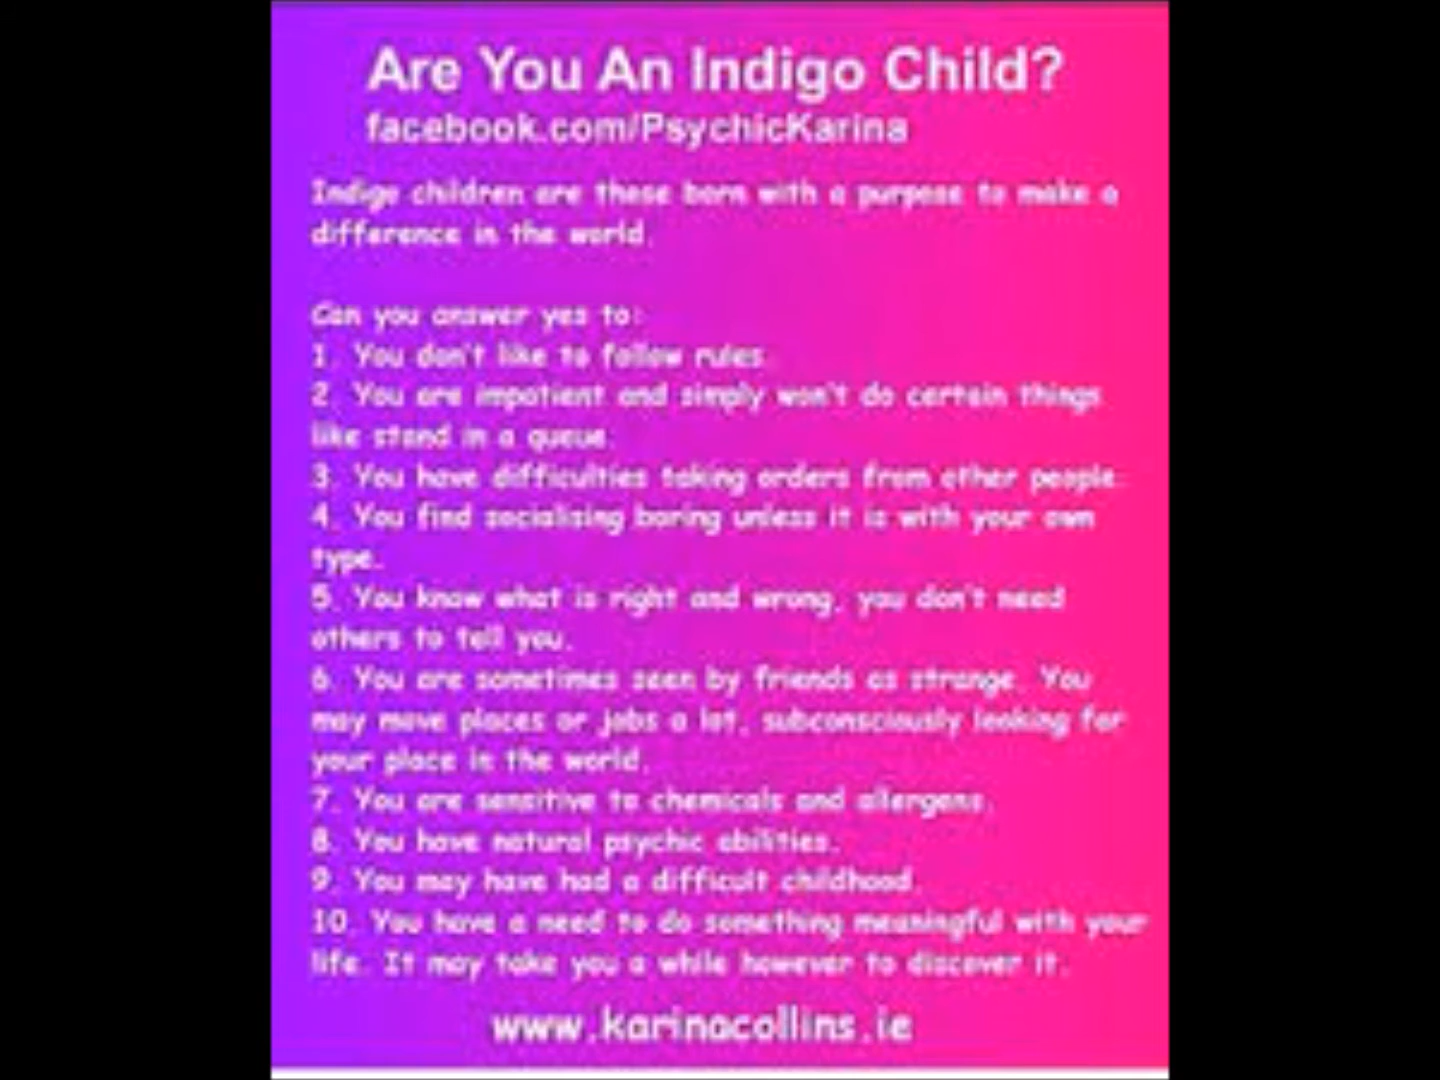 Are You An Indigo Child?
facebook.com/PsychicKarina
Indigo children are those born with a purpose to make a
difference in the world.
Can you answer yes to:
1. You don't like to follow rules.
2. You are impatient and simply won't do certain things
like stand in a queue.
3. You have difficulties taking orders from other people.
4. You find socialising boring unless it is with your own
type.
5. You know what is right and wrong, you don't need
others to tell you.
6. You are sometimes seen by friends as strange. You
may move places or jobs a lot, subconsciously looking for
your place in the world.
7. You are sensitive to chemicals and allergens.
8. You have natural psychic abilities.
9. You may have had a difficult childhood.
10. You have a need to do something meaningful with your
life. It may take you a while however to discover it.
www.karinacollins.ie